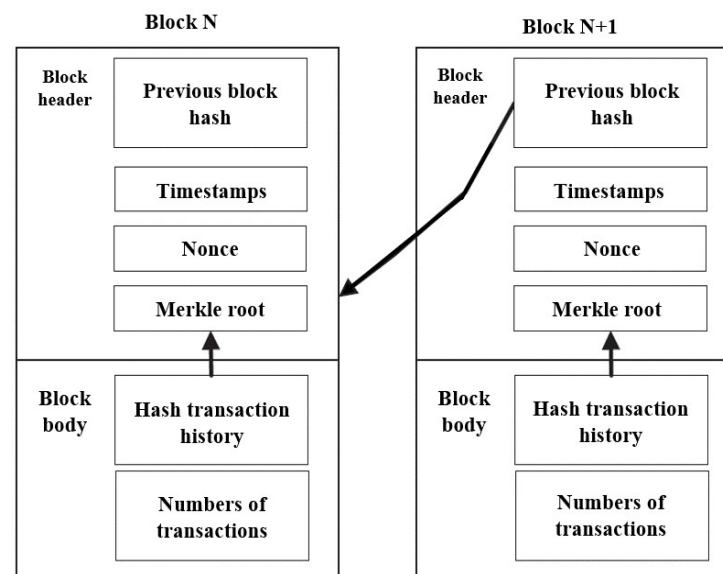 Block N
Block
header
Previous block
hash
Timestamps
Nonce
Merkle root
Block
body
Hash transaction
history
Numbers of
transactions
Block N+1
Block
header
Previous block
hash
Timestamps
Nonce
Merkle root
Block
body
Hash transaction
history
Numbers of
transactions